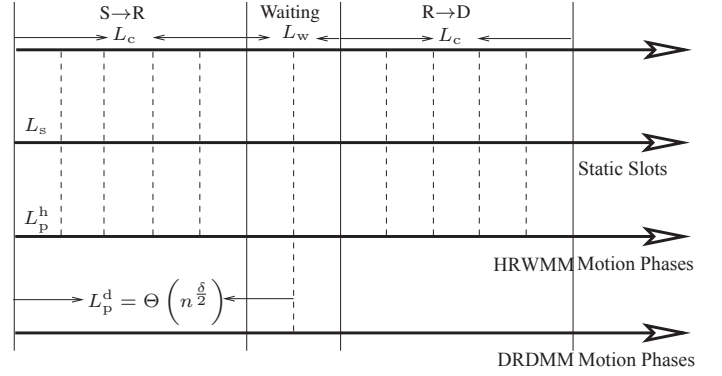 S→R Waiting R→D
L_c L_w L_c
L_s
Static Slots
L_p^h
HRWMM Motion Phases
L_p^d = Θ (n^{δ/2})
DRDMM Motion Phases